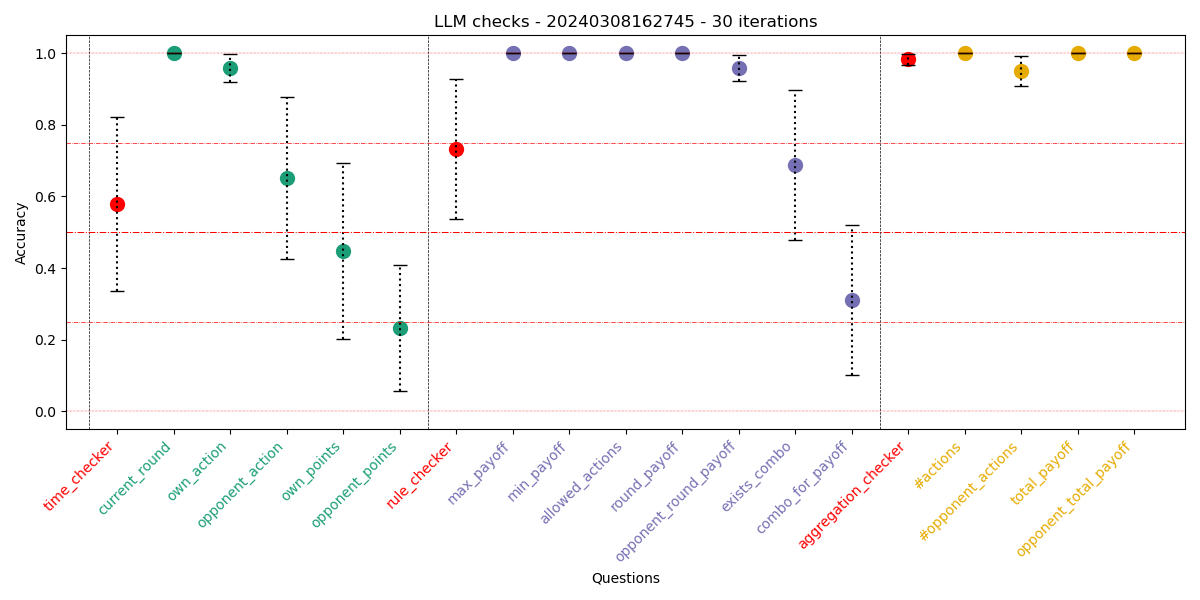 LLM checks - 20240308162745 - 30 iterations
Accuracy
1.0
0.8
0.6
0.4
0.2
0.0
time_checker
current_round
own_action
opponent_action
own_points
opponent_points
rule_checker
max_payoff
min_payoff
allowed_actions
round_payoff
opponent_round_payoff
exists_combo
combo_for_payoff
aggregation_checker
#actions
#opponent_actions
total_payoff
opponent_total_payoff
Questions